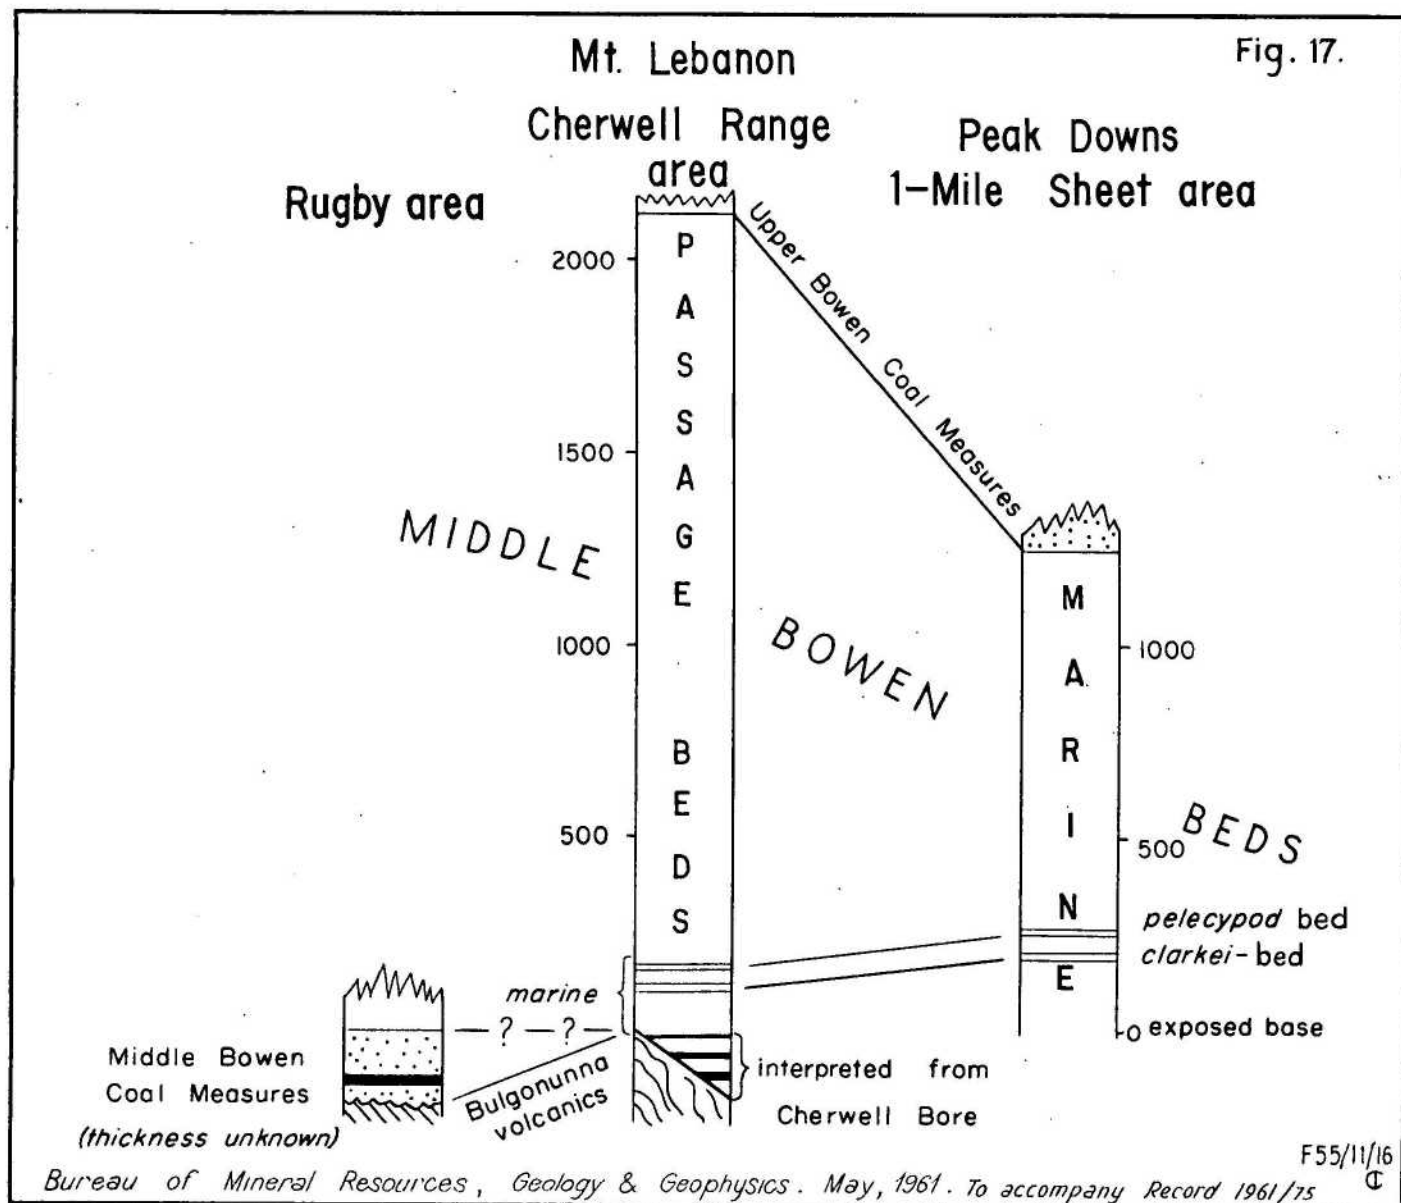 Fig. 17.
Mt. Lebanon
Cherwell Range
area
Peak Downs
1-Mile Sheet area
Rugby area
2000
1500
1000
500
PASSAGE BEDS
Upper Bowen Coal Measures
MARINE
1000
500
MIDDLE BOWEN BEDS
pelecypod bed
clarkei-bed
0 exposed base
marine
? ?
Middle Bowen
Coal Measures
(thickness unknown)
Bulgonunna
volcanics
interpreted from
Cherwell Bore
F55/11/16
Bureau of Mineral Resources, Geology & Geophysics. May, 1961. To accompany Record 1961/75